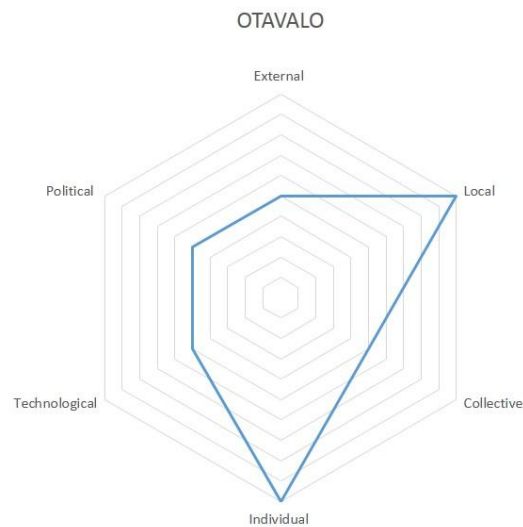 OTAVALO
External
Local
Collective
Individual
Technological
Political